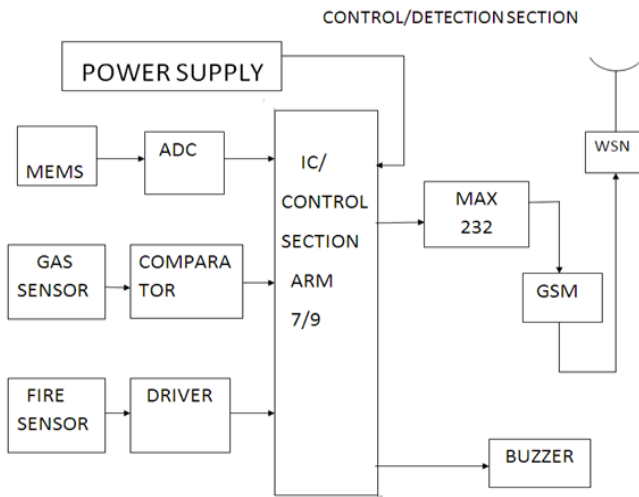 CONTROL/DETECTION SECTION
POWER SUPPLY
MEMS
ADC
IC/
CONTROL
SECTION
ARM
7/9
MAX
232
WSN
GAS
SENSOR
COMPARA
TOR
GSM
FIRE
SENSOR
DRIVER
BUZZER